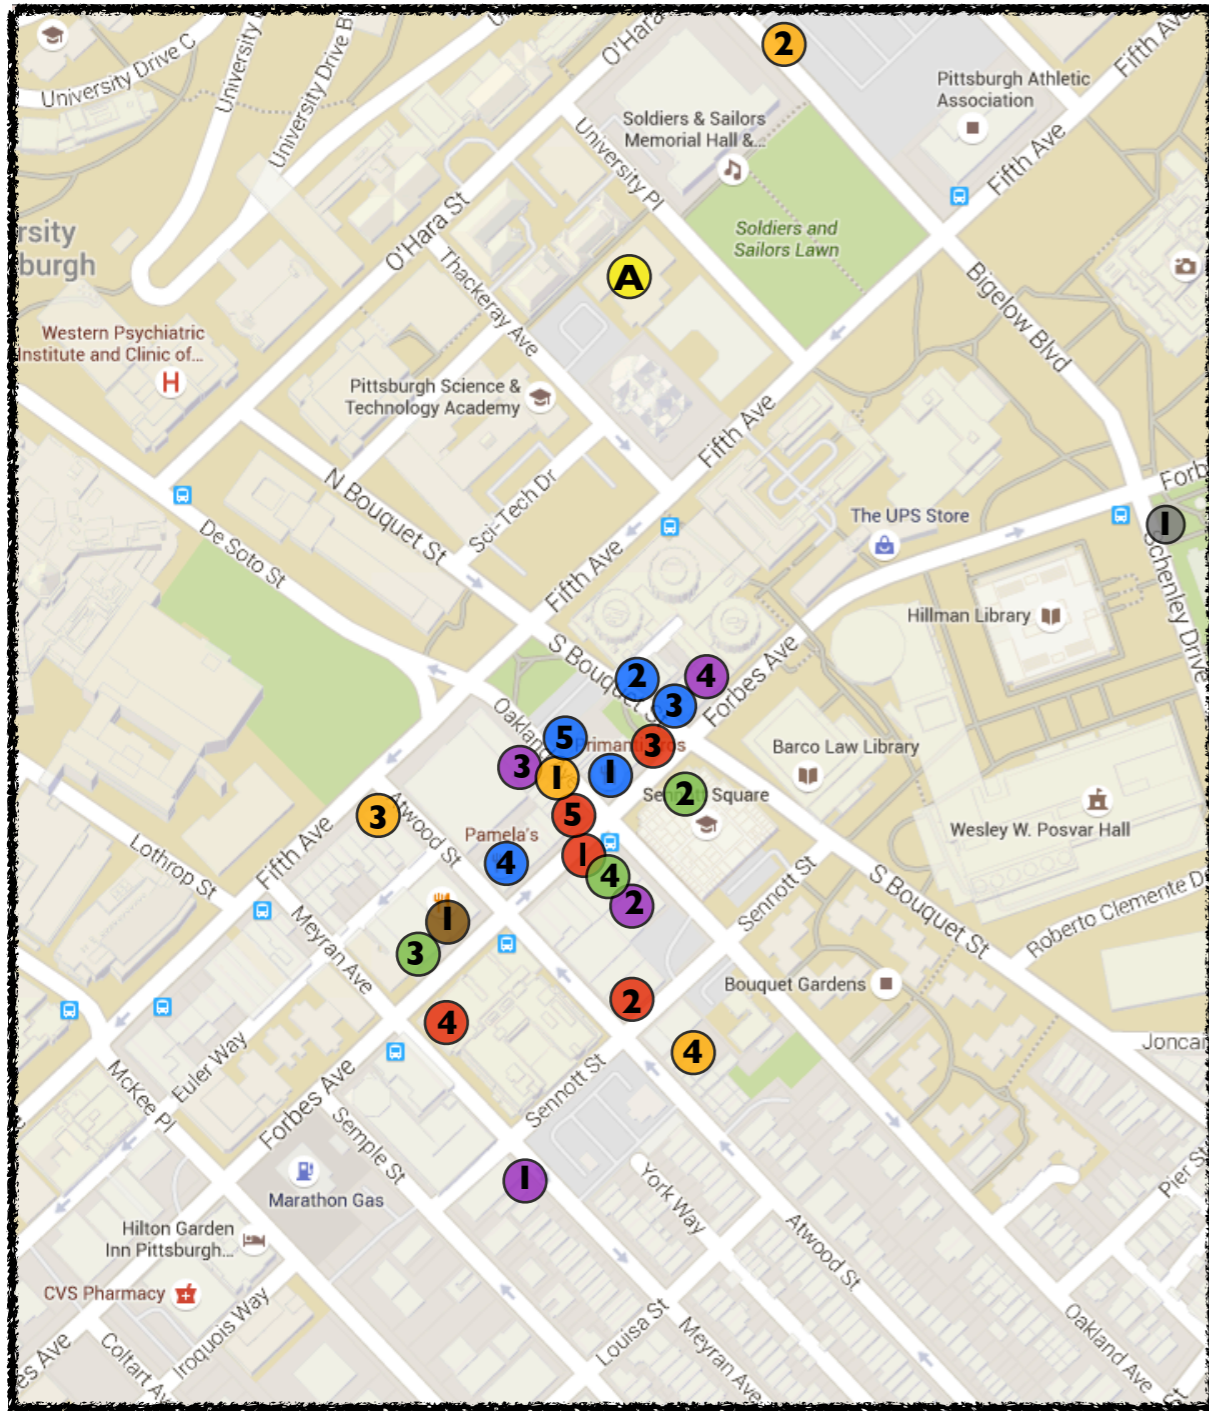 University Drive C
University
University Drive B
O'Hara
2
Fifth Ave
Pittsburgh Athletic
Association
Soldiers & Sailors
Memorial Hall &...
University Pl
Fifth Ave
rsity
burgh
O'Hara St
Soldiers and
Sailors Lawn
A
Thackeray Ave
Bigelow Blvd
Western Psychiatric
Institute and Clinic of...
H
Pittsburgh Science &
Technology Academy
Fifth Ave
N Bouquet St
Sci-Tech Dr
Forb
The UPS Store
1
De Soto St
Fifth Ave
Schenley Drive
Hillman Library
S Bouquet St
2
4
3
Forbes Ave
Oakland
5
Primanti Bros
3
3
1
1
Barco Law Library
2
Sennott Square
3
Atwood St
5
Pamela's
Wesley W. Posvar Hall
Lothrop St
Fifth Ave
4
1
4
2
S Bouquet St
Sennott St
Roberto Clemente D
Meyran Ave
1
3
Bouquet Gardens
2
4
4
Joncai
McKee Pl
Euler Way
Forbes Ave
Sennott St
Semple St
Marathon Gas
1
York Way
Pier St
Hilton Garden
Inn Pittsburgh...
Atwood St
CVS Pharmacy
Iroquois Way
Louisa St
Oakland Ave
es Ave
Coltart Av
Meyran Ave
St